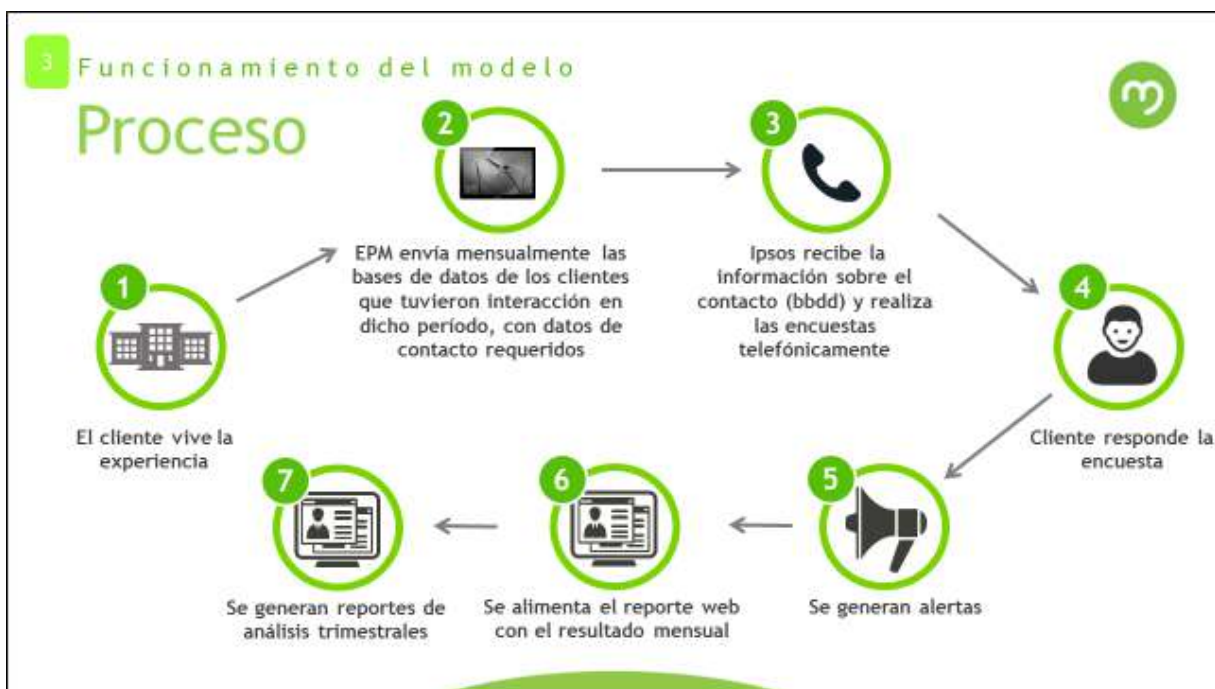 3
Funcionamiento del modelo
Proceso
1
El cliente vive la
experiencia
2
EPM envía mensualmente las
bases de datos de los clientes
que tuvieron interacción en
dicho período, con datos de
contacto requeridos
3
Ipsos recibe la
información sobre el
contacto (bbdd) y realiza
las encuestas
telefónicamente
4
Cliente responde la
encuesta
5
Se generan alertas
6
Se alimenta el reporte web
con el resultado mensual
7
Se generan reportes de
análisis trimestrales